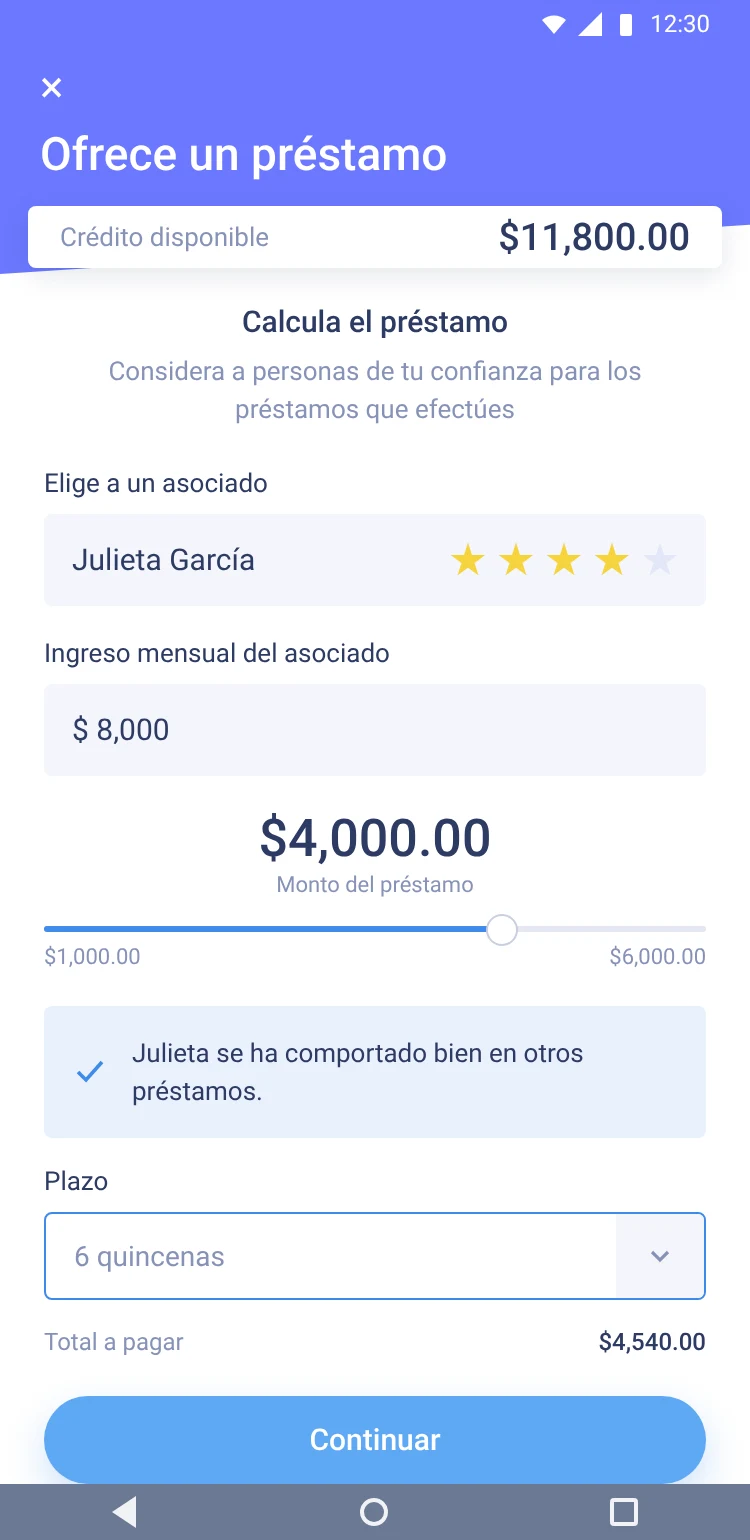 12:30
Ofrece un préstamo
Crédito disponible $11,800.00
Calcula el préstamo
Considera a personas de tu confianza para los
préstamos que efectúes
Elige a un asociado
Julieta García
Ingreso mensual del asociado
$ 8,000
$4,000.00
Monto del préstamo
$1,000.00 $6,000.00
Julieta se ha comportado bien en otros
préstamos.
Plazo
6 quincenas
Total a pagar $4,540.00
Continuar